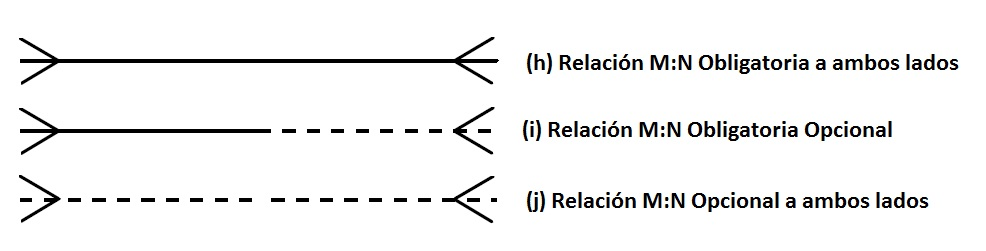 (h) Relación M:N Obligatoria a ambos lados
(i) Relación M:N Obligatoria Opcional
(j) Relación M:N Opcional a ambos lados